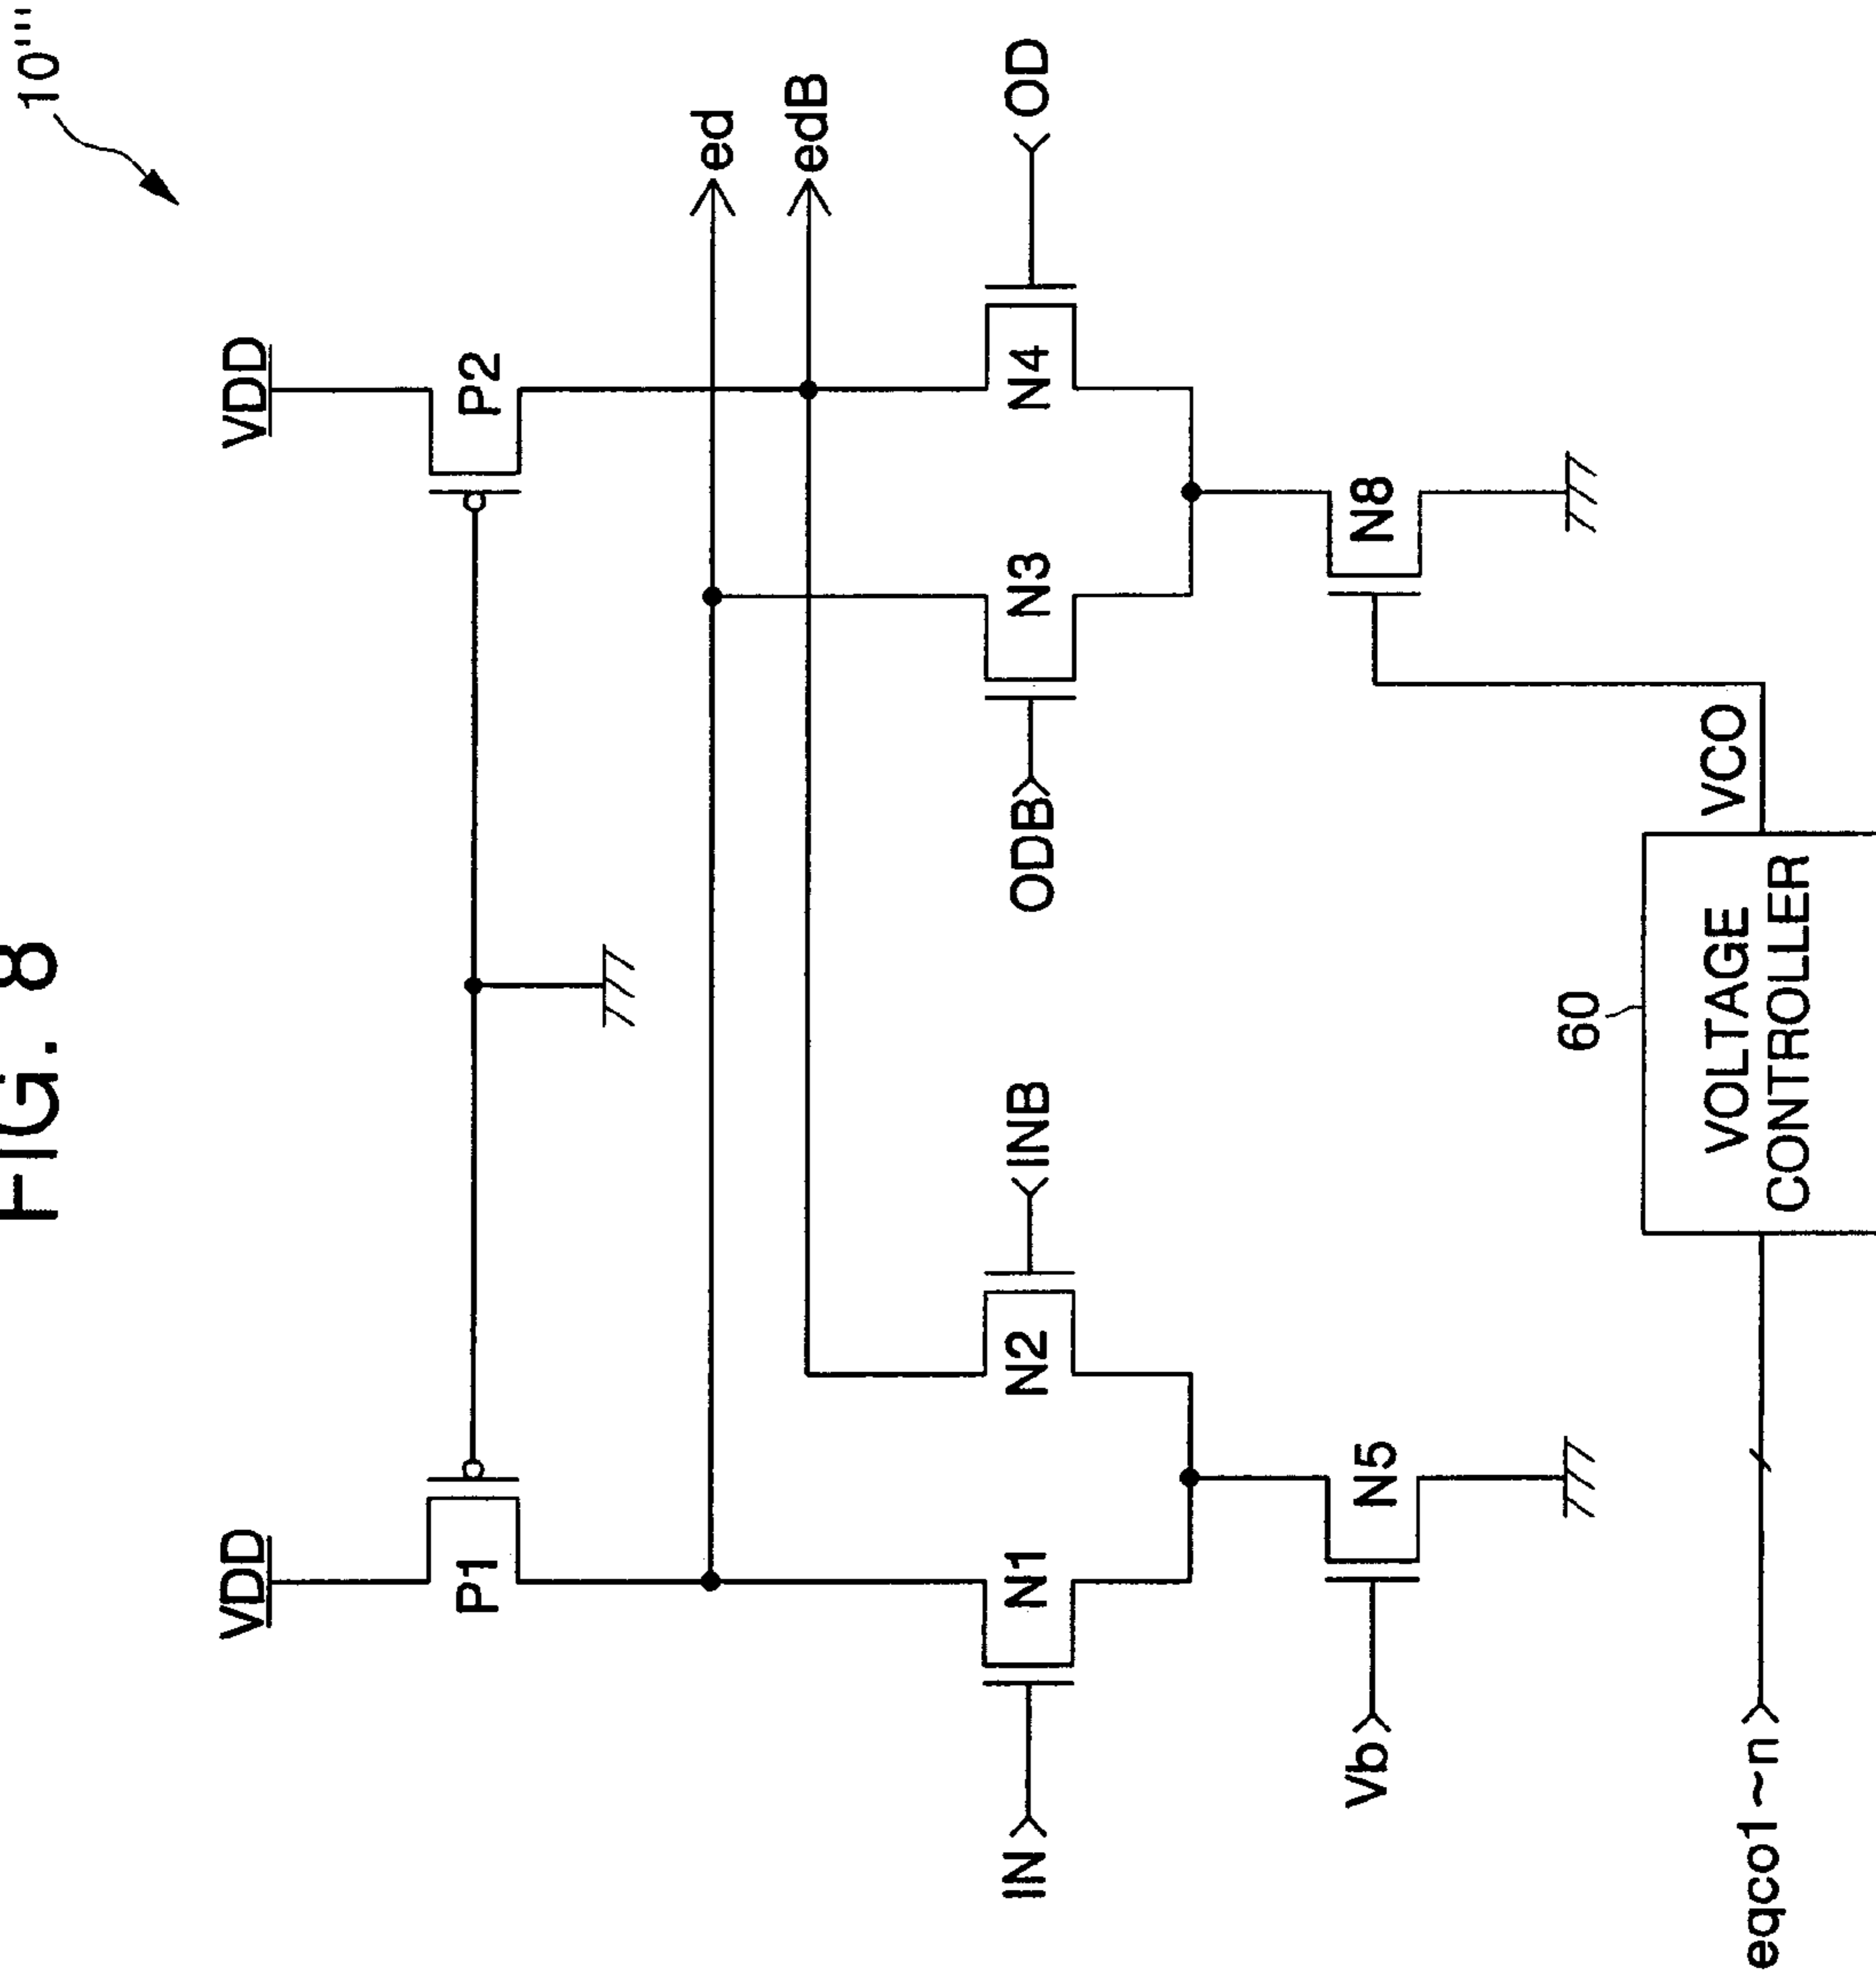 FIG. 8
10'''
VDD
VDD
P1
P2
ed
edB
IN
N1
N2
INB
ODB
N3
N4
OD
Vb
N5
N8
60
VCO
VOLTAGE
CONTROLLER
eqco1~n